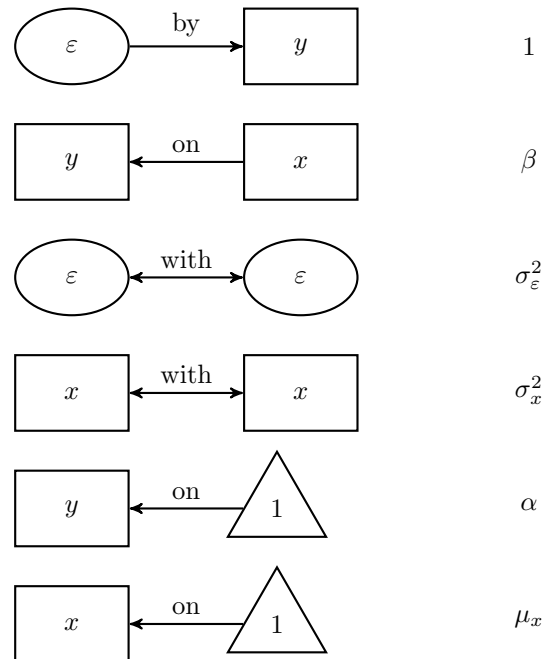 ε by y 1
y on x β
ε with ε σ²_ε
x with x σ²_x
y on 1 α
x on 1 μ_x